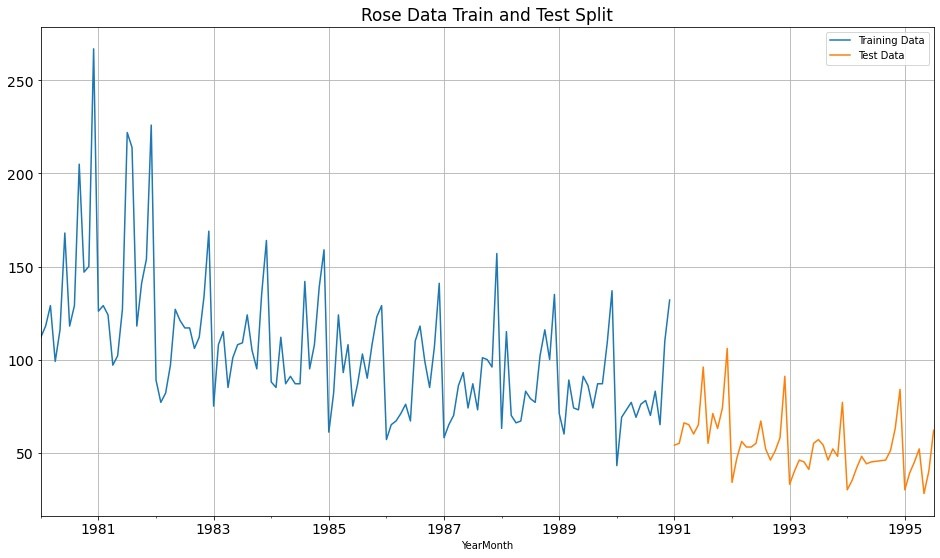 Rose Data Train and Test Split
Training Data
Test Data
250
200
150
100
50
1981 1983 1985 1987 1989 1991 1993 1995
YearMonth